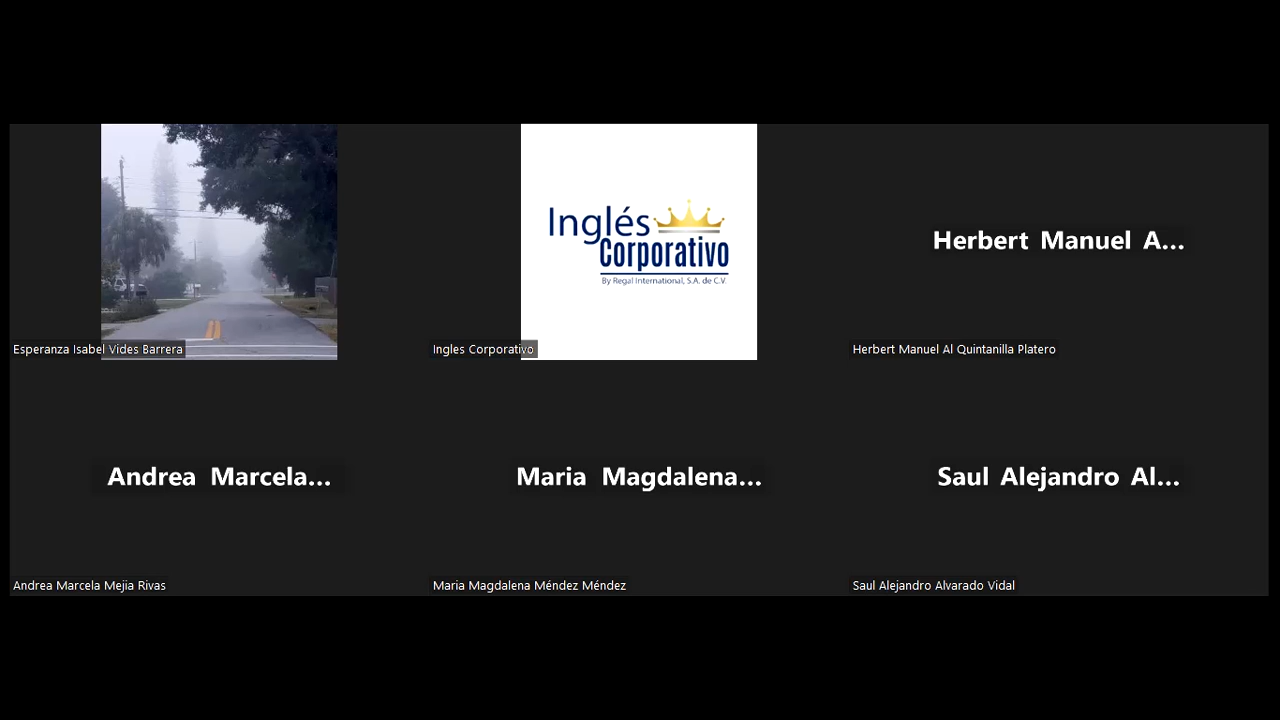 Inglés
Corporativo
By Regal International, S.A. de C.V.
Herbert Manuel A...
Esperanza Isabel Vides Barrera
Ingles Corporativo
Herbert Manuel Al Quintanilla Platero
Andrea Marcela...
Maria Magdalena...
Saul Alejandro Al...
Andrea Marcela Mejia Rivas
Maria Magdalena Méndez Méndez
Saul Alejandro Alvarado Vidal